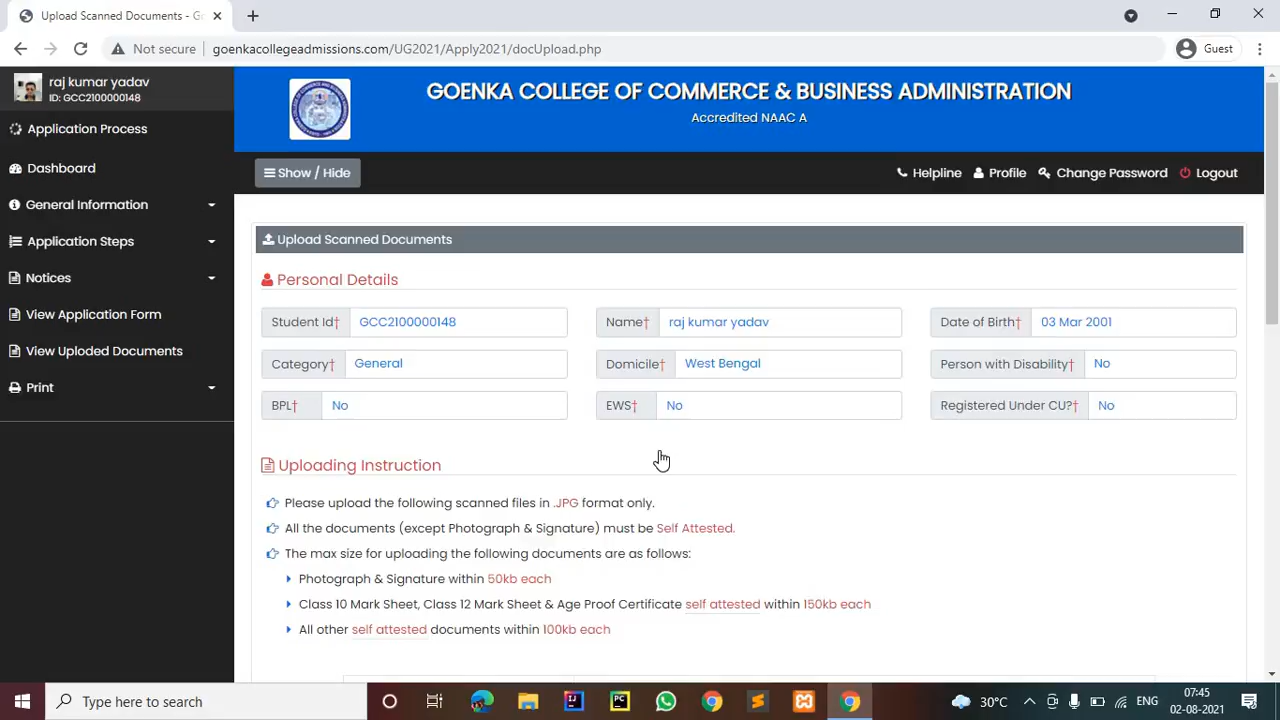 Upload Scanned Documents - Go
Not secure
goenkacollegeadmissions.com/UG2021/Apply2021/docUpload.php
Guest
raj kumar yadav
ID: GCC2100000148
Application Process
Dashboard
General Information
Application Steps
Notices
View Application Form
View Uploded Documents
Print
GOENKA COLLEGE OF COMMERCE & BUSINESS ADMINISTRATION
Accredited NAAC A
Show / Hide
Helpline
Profile
Change Password
Logout
Upload Scanned Documents
Personal Details
Student Id† GCC2100000148
Name† raj kumar yadav
Date of Birth† 03 Mar 2001
Category† General
Domicile† West Bengal
Person with Disability† No
BPL† No
EWS† No
Registered Under CU?† No
Uploading Instruction
Please upload the following scanned files in .JPG format only.
All the documents (except Photograph & Signature) must be Self Attested.
The max size for uploading the following documents are as follows:
Photograph & Signature within 50kb each
Class 10 Mark Sheet, Class 12 Mark Sheet & Age Proof Certificate self attested within 150kb each
All other self attested documents within 100kb each
Type here to search
30°C
ENG
07:45
02-08-2021